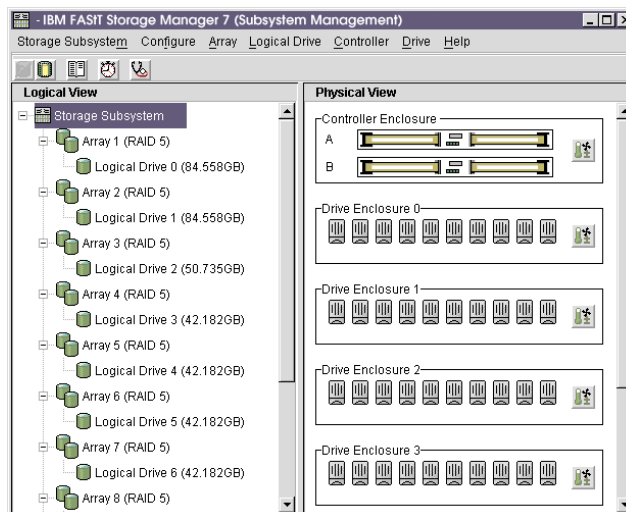 - IBM FAStT Storage Manager 7 (Subsystem Management)
Storage Subsystem Configure Array Logical Drive Controller Drive Help
Logical View
Storage Subsystem
Array 1 (RAID 5)
Logical Drive 0 (84.558GB)
Array 2 (RAID 5)
Logical Drive 1 (84.558GB)
Array 3 (RAID 5)
Logical Drive 2 (50.735GB)
Array 4 (RAID 5)
Logical Drive 3 (42.182GB)
Array 5 (RAID 5)
Logical Drive 4 (42.182GB)
Array 6 (RAID 5)
Logical Drive 5 (42.182GB)
Array 7 (RAID 5)
Logical Drive 6 (42.182GB)
Array 8 (RAID 5)
Physical View
Controller Enclosure
A
B
Drive Enclosure 0
Drive Enclosure 1
Drive Enclosure 2
Drive Enclosure 3